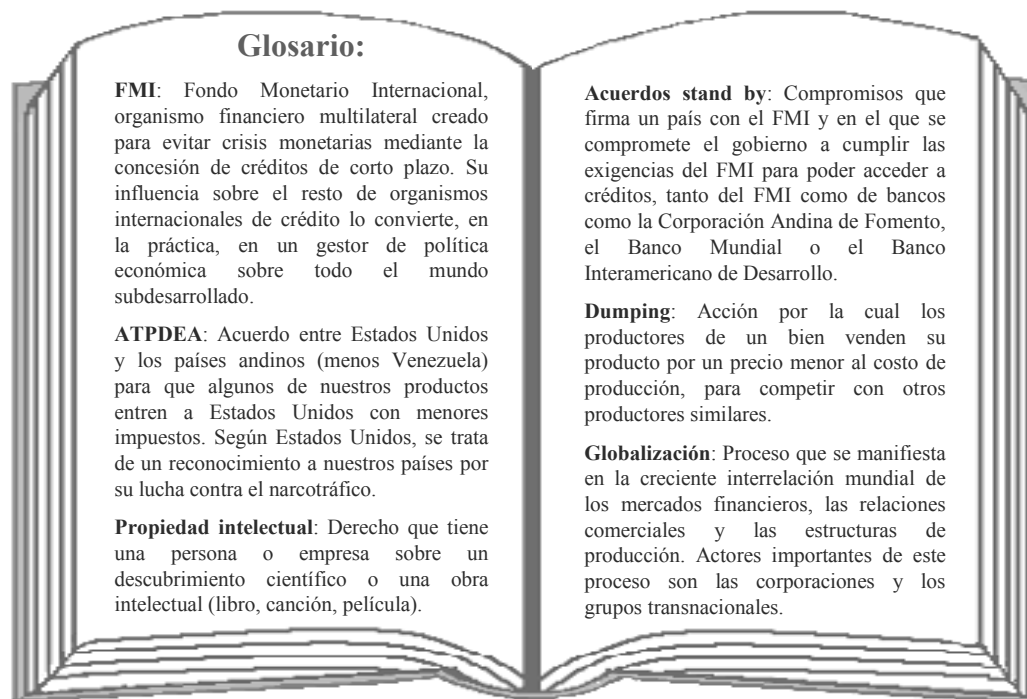 Glosario:
FMI: Fondo Monetario Internacional,
organismo financiero multilateral creado
para evitar crisis monetarias mediante la
concesión de créditos de corto plazo. Su
influencia sobre el resto de organismos
internacionales de crédito lo convierte, en
la práctica, en un gestor de política
económica sobre todo el mundo
subdesarrollado.
ATPDEA: Acuerdo entre Estados Unidos
y los países andinos (menos Venezuela)
para que algunos de nuestros productos
entren a Estados Unidos con menores
impuestos. Según Estados Unidos, se trata
de un reconocimiento a nuestros países por
su lucha contra el narcotráfico.
Propiedad intelectual: Derecho que tiene
una persona o empresa sobre un
descubrimiento científico o una obra
intelectual (libro, canción, película).
Acuerdos stand by: Compromisos que
firma un país con el FMI y en el que se
compromete el gobierno a cumplir las
exigencias del FMI para poder acceder a
créditos, tanto del FMI como de bancos
como la Corporación Andina de Fomento,
el Banco Mundial o el Banco
Interamericano de Desarrollo.
Dumping: Acción por la cual los
productores de un bien venden su
producto por un precio menor al costo de
producción, para competir con otros
productores similares.
Globalización: Proceso que se manifiesta
en la creciente interrelación mundial de
los mercados financieros, las relaciones
comerciales y las estructuras de
producción. Actores importantes de este
proceso son las corporaciones y los
grupos transnacionales.